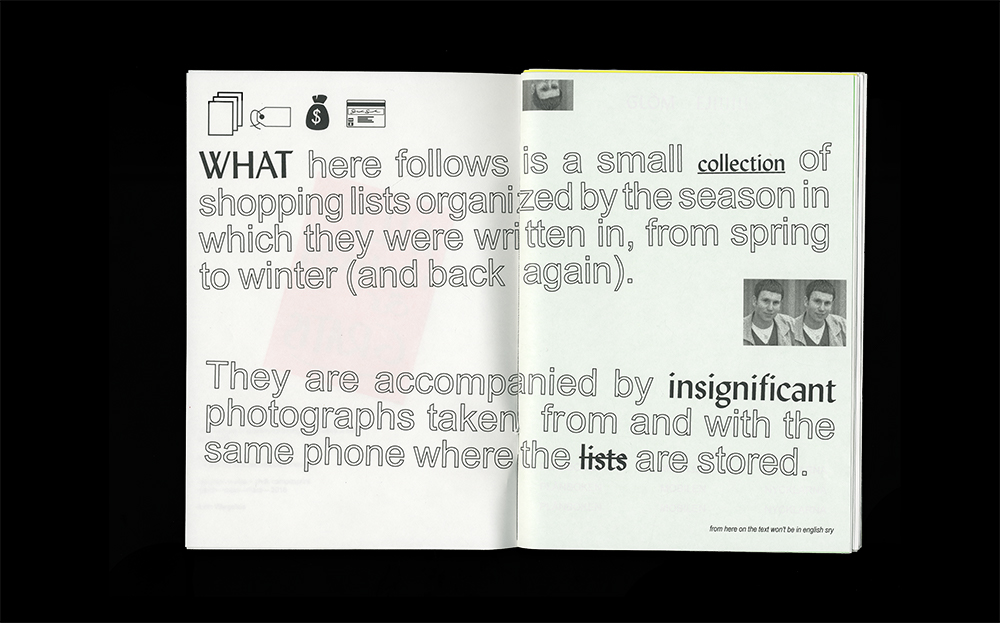 WHAT here follows is a small collection of
shopping lists organized by the season in
which they were written in, from spring
to winter (and back again).
They are accompanied by insignificant
photographs taken from and with the
same phone where the lists are stored.
from here on the text won't be in english sry